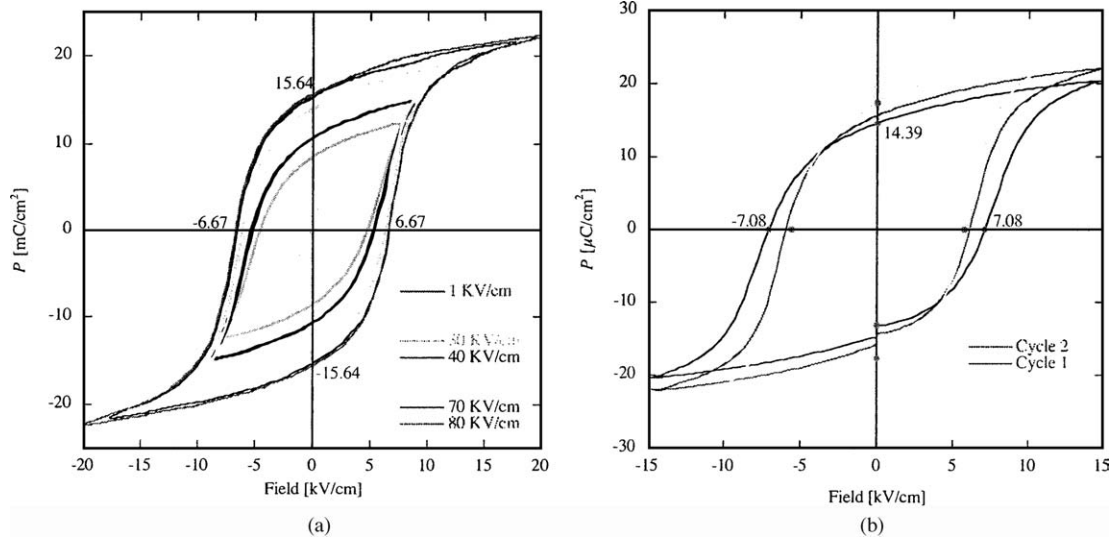 20
10
0
-10
-20
P [mC/cm²]
15.64
-6.67
6.67
-15.64
1 KV/cm
30 KV/cm
40 KV/cm
70 KV/cm
80 KV/cm
-20 -15 -10 -5 0 5 10 15 20
Field [kV/cm]
(a)
30
20
10
0
-10
-20
-30
P [µC/cm²]
14.39
-7.08
7.08
Cycle 2
Cycle 1
-15 -10 -5 0 5 10 15
Field [kV/cm]
(b)